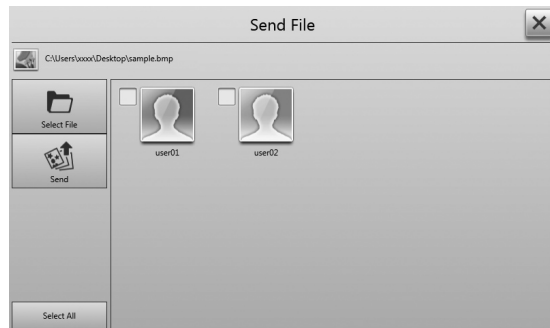 Send File
C:\Users\xxxx\Desktop\sample.bmp
Select File
user01
user02
Send
Select All